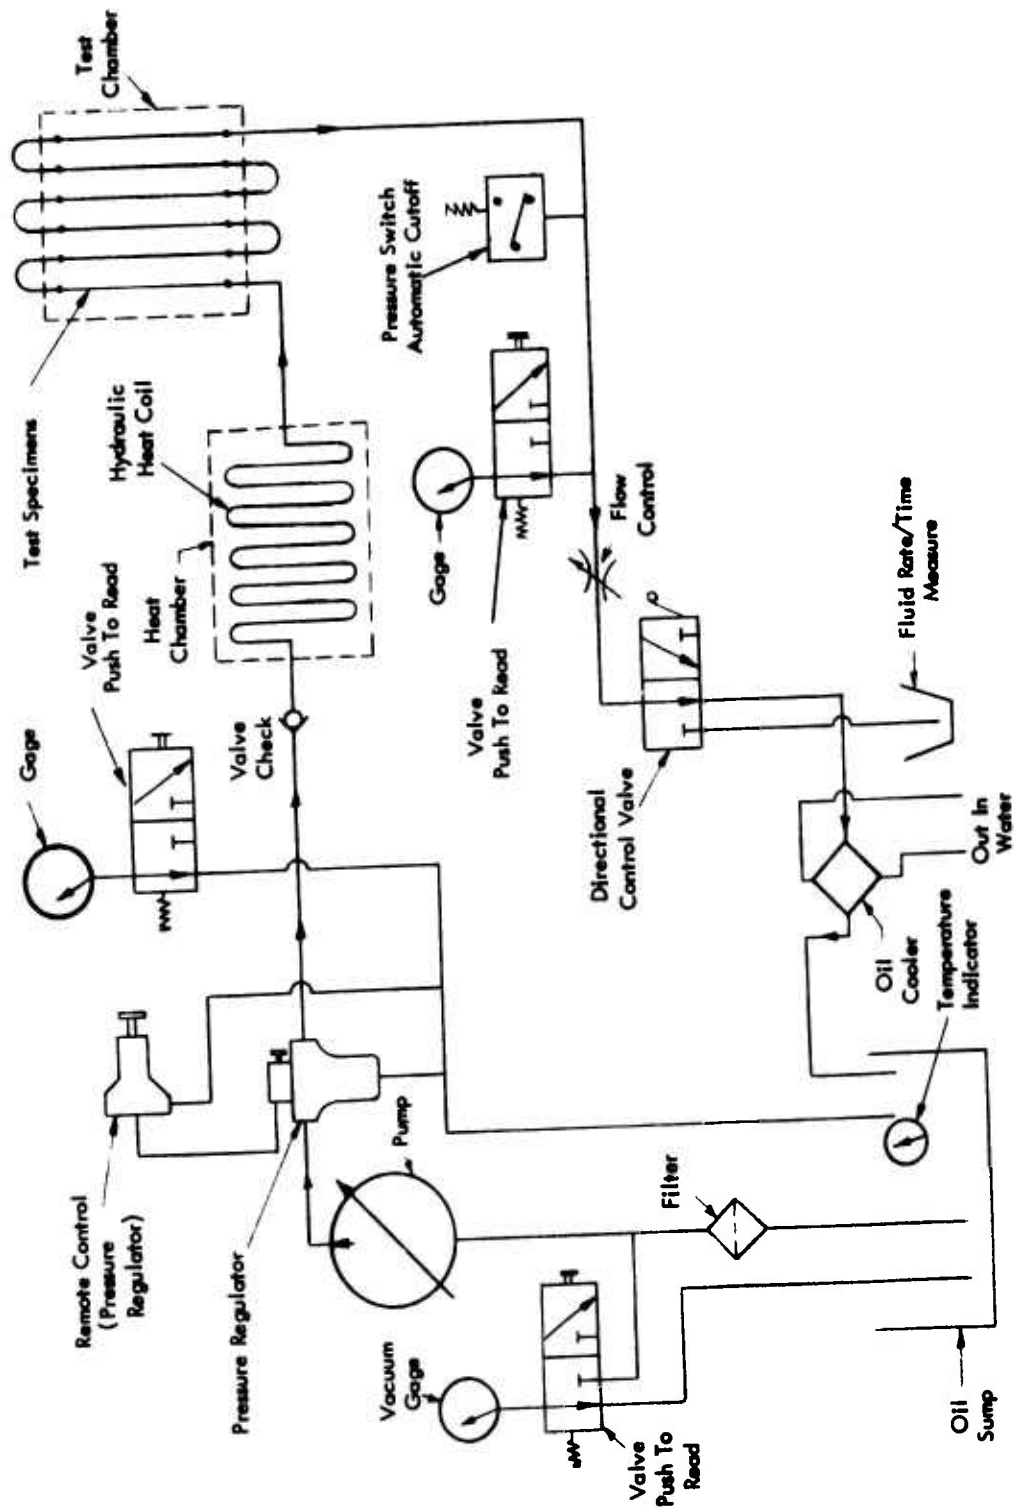 Test
Chamber
Test Specimens
Hydraulic
Heat Coil
Heat
Chamber
Valve
Push To Read
Gage
Valve
Check
Remote Control
(Pressure
Regulator)
Pressure Regulator
Pump
Vacuum
Gage
Valve
Push To
Read
Filter
Oil
Sump
Temperature
Indicator
Oil
Cooler
Out In
Water
Directional
Control Valve
Fluid Rate/Time
Measure
Flow
Control
Valve
Push To Read
Gage
Pressure Switch
Automatic Cutoff